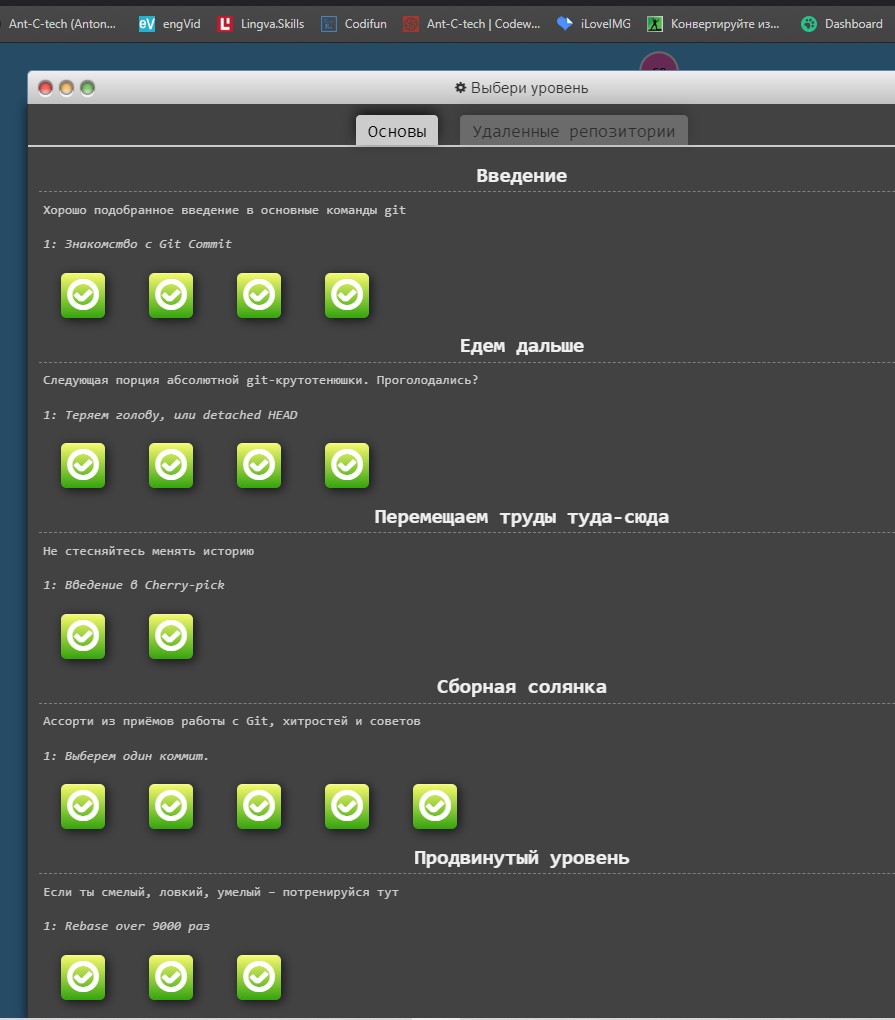 Ant-C-tech (Anton...
eV engVid
L Lingva.Skills
Codifun
Ant-C-tech | Codew...
iLoveIMG
Конвертируйте из...
Dashboard
Выбери уровень
Основы
Удаленные репозитории
Введение
Хорошо подобранное введение в основные команды git
1: Знакомство с Git Commit
Едем дальше
Следующая порция абсолютной git-крутотенюшки. Проголодались?
1: Теряем голову, или detached HEAD
Перемещаем труды туда-сюда
Не стесняйтесь менять историю
1: Введение в Cherry-pick
Сборная солянка
Ассорти из приёмов работы с Git, хитростей и советов
1: Выберем один коммит.
Продвинутый уровень
Если ты смелый, ловкий, умелый – потренируйся тут
1: Rebase over 9000 раз